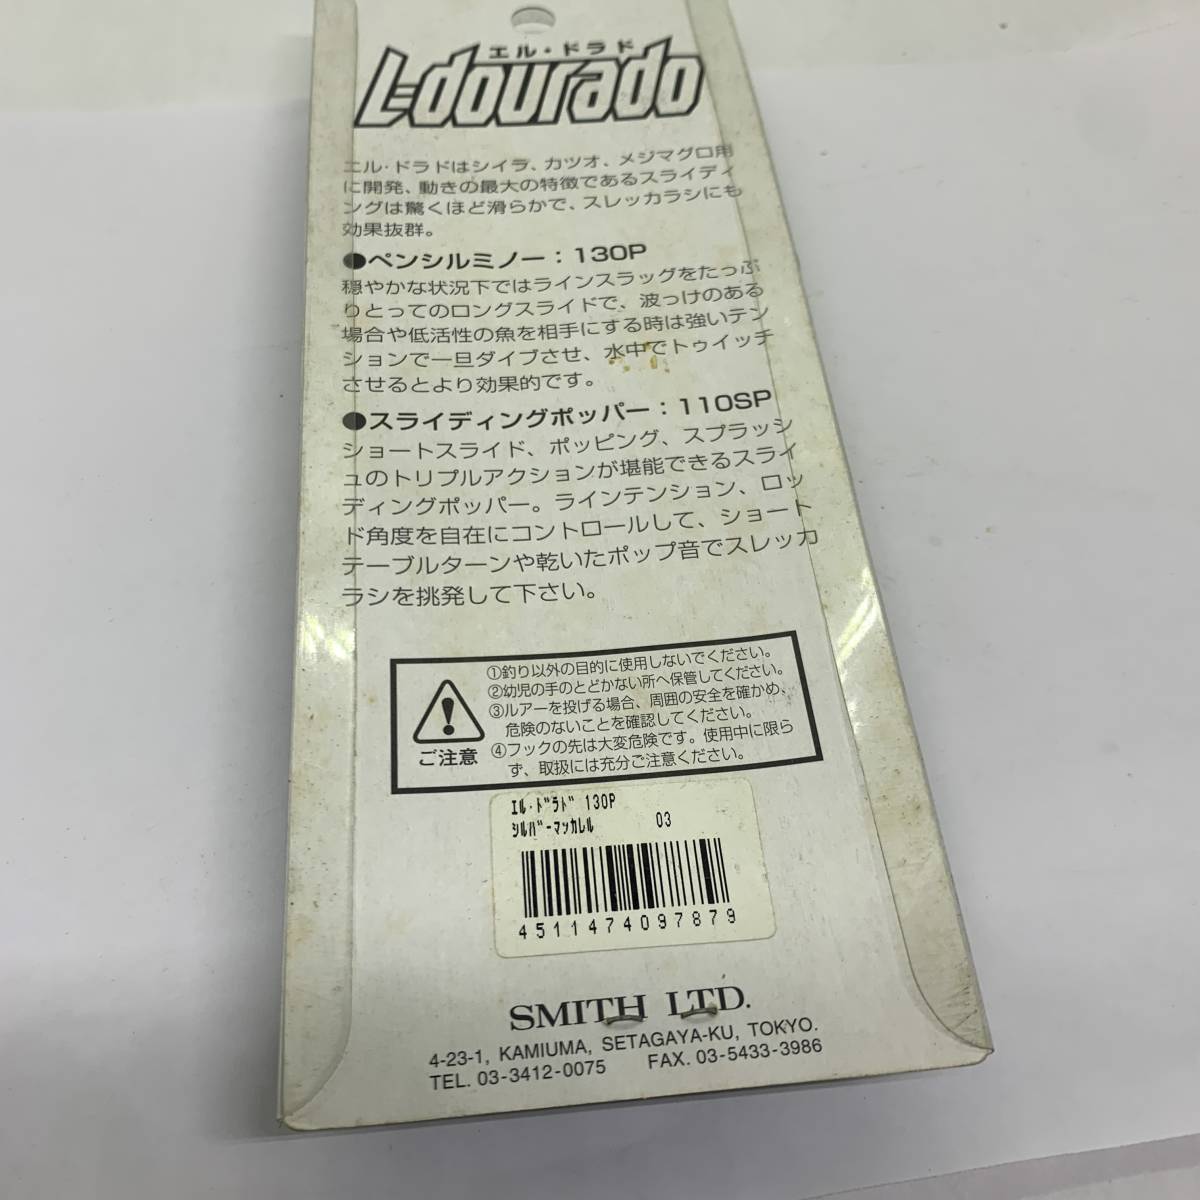 エル・ドラド
L-dourado
エル・ドラドはシイラ、カツオ、メジマグロ用
に開発、動きの最大の特徴であるスライディ
ングは驚くほど滑らかで、スレッカラシにも
効果抜群。
●ペンシルミノー：130P
穏やかな状況下ではラインスラッグをたっぷ
りとってのロングスライドで、波っけのある
場合や低活性の魚を相手にする時は強いテン
ションで一旦ダイブさせ、水中でトゥイッチ
させるとより効果的です。
●スライディングポッパー：110SP
ショートスライド、ポッピング、スプラッシ
ュのトリプルアクションが堪能できるスライ
ディングポッパー。ラインテンション、ロッ
ド角度を自在にコントロールして、ショート
テーブルターンや乾いたポップ音でスレッカ
ラシを挑発して下さい。
ご注意
①釣り以外の目的に使用しないでください。
②幼児の手のとどかない所へ保管してください。
③ルアーを投げる場合、周囲の安全を確かめ、
危険のないことを確認してください。
④フックの先は大変危険です。使用中に限ら
ず、取扱には充分ご注意ください。
ｴﾙ･ﾄﾞﾗﾄﾞ 130P
ｼﾙﾊﾞｰﾏｯｶﾚﾙ 03
4511474097879
SMITH LTD.
4-23-1, KAMIUMA, SETAGAYA-KU, TOKYO.
TEL. 03-3412-0075 FAX. 03-5433-3986